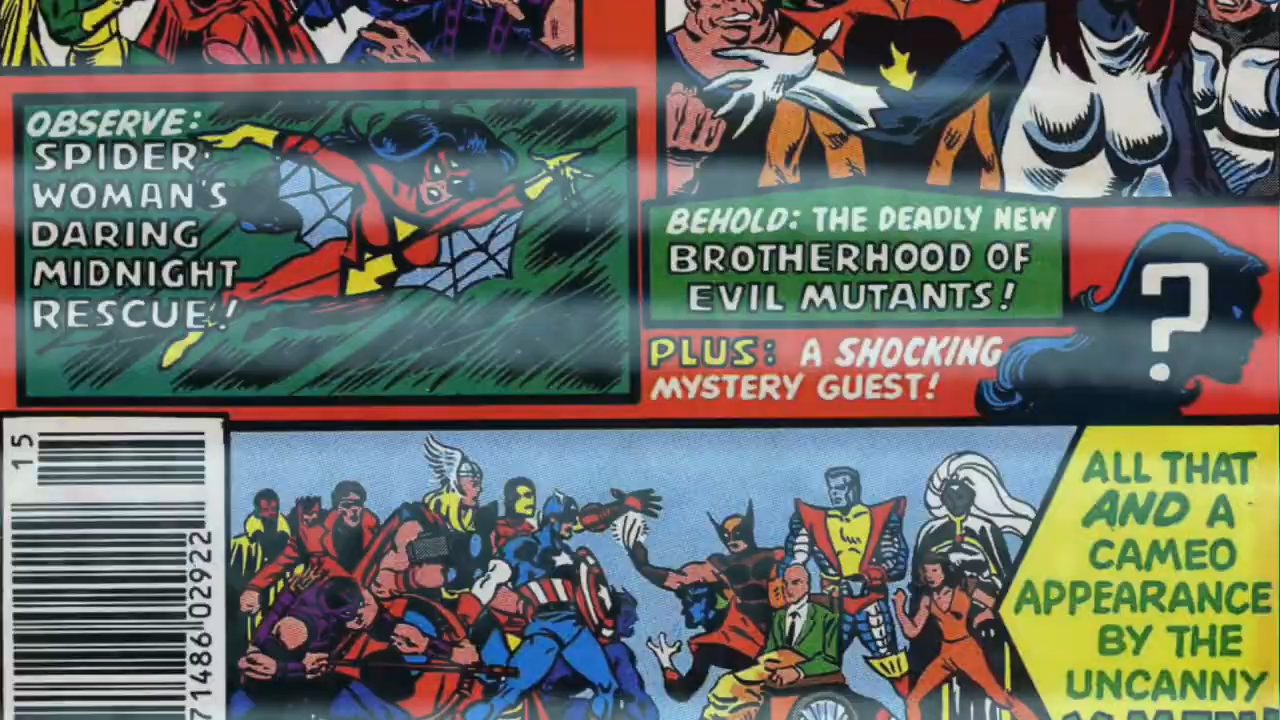 OBSERVE:
SPIDER-
WOMAN'S
DARING
MIDNIGHT
RESCUE!
BEHOLD: THE DEADLY NEW
BROTHERHOOD OF
EVIL MUTANTS!
PLUS: A SHOCKING
MYSTERY GUEST!
?
15
71486 02922
ALL THAT
AND A
CAMEO
APPEARANCE
BY THE
UNCANNY